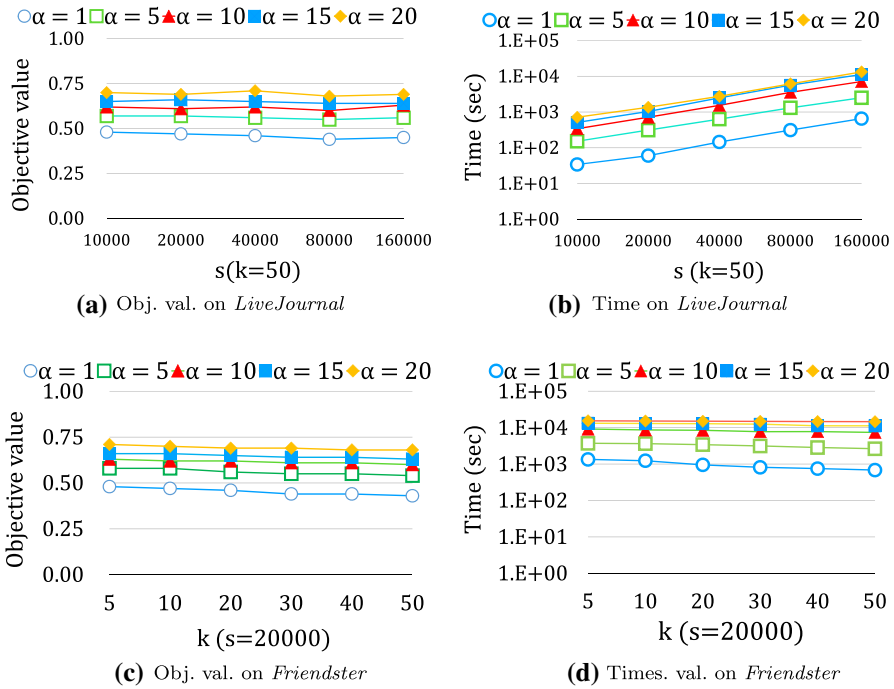 α = 1 α = 5 α = 10 α = 15 α = 20
1.00
0.75
0.50
0.25
0.00
Objective value
10000 20000 40000 80000 160000
s(k=50)
(a) Obj. val. on LiveJournal
α = 1 α = 5 α = 10 α = 15 α = 20
1.E+05
1.E+04
1.E+03
1.E+02
1.E+01
1.E+00
Time (sec)
10000 20000 40000 80000 160000
s (k=50)
(b) Time on LiveJournal
α = 1 α = 5 α = 10 α = 15 α = 20
1.00
0.75
0.50
0.25
0.00
Objective value
5 10 20 30 40 50
k (s=20000)
(c) Obj. val. on Friendster
α = 1 α = 5 α = 10 α = 15 α = 20
1.E+05
1.E+04
1.E+03
1.E+02
1.E+01
1.E+00
Time (sec)
5 10 20 30 40 50
k (s=20000)
(d) Times. val. on Friendster